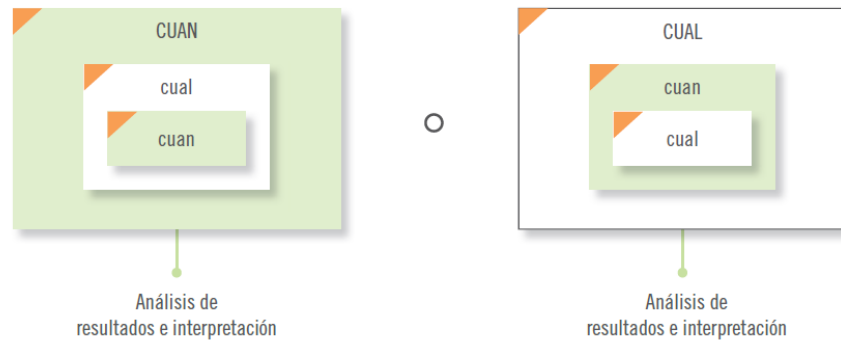 CUAN
cual
cuan
Análisis de
resultados e interpretación
O
CUAL
cuan
cual
Análisis de
resultados e interpretación